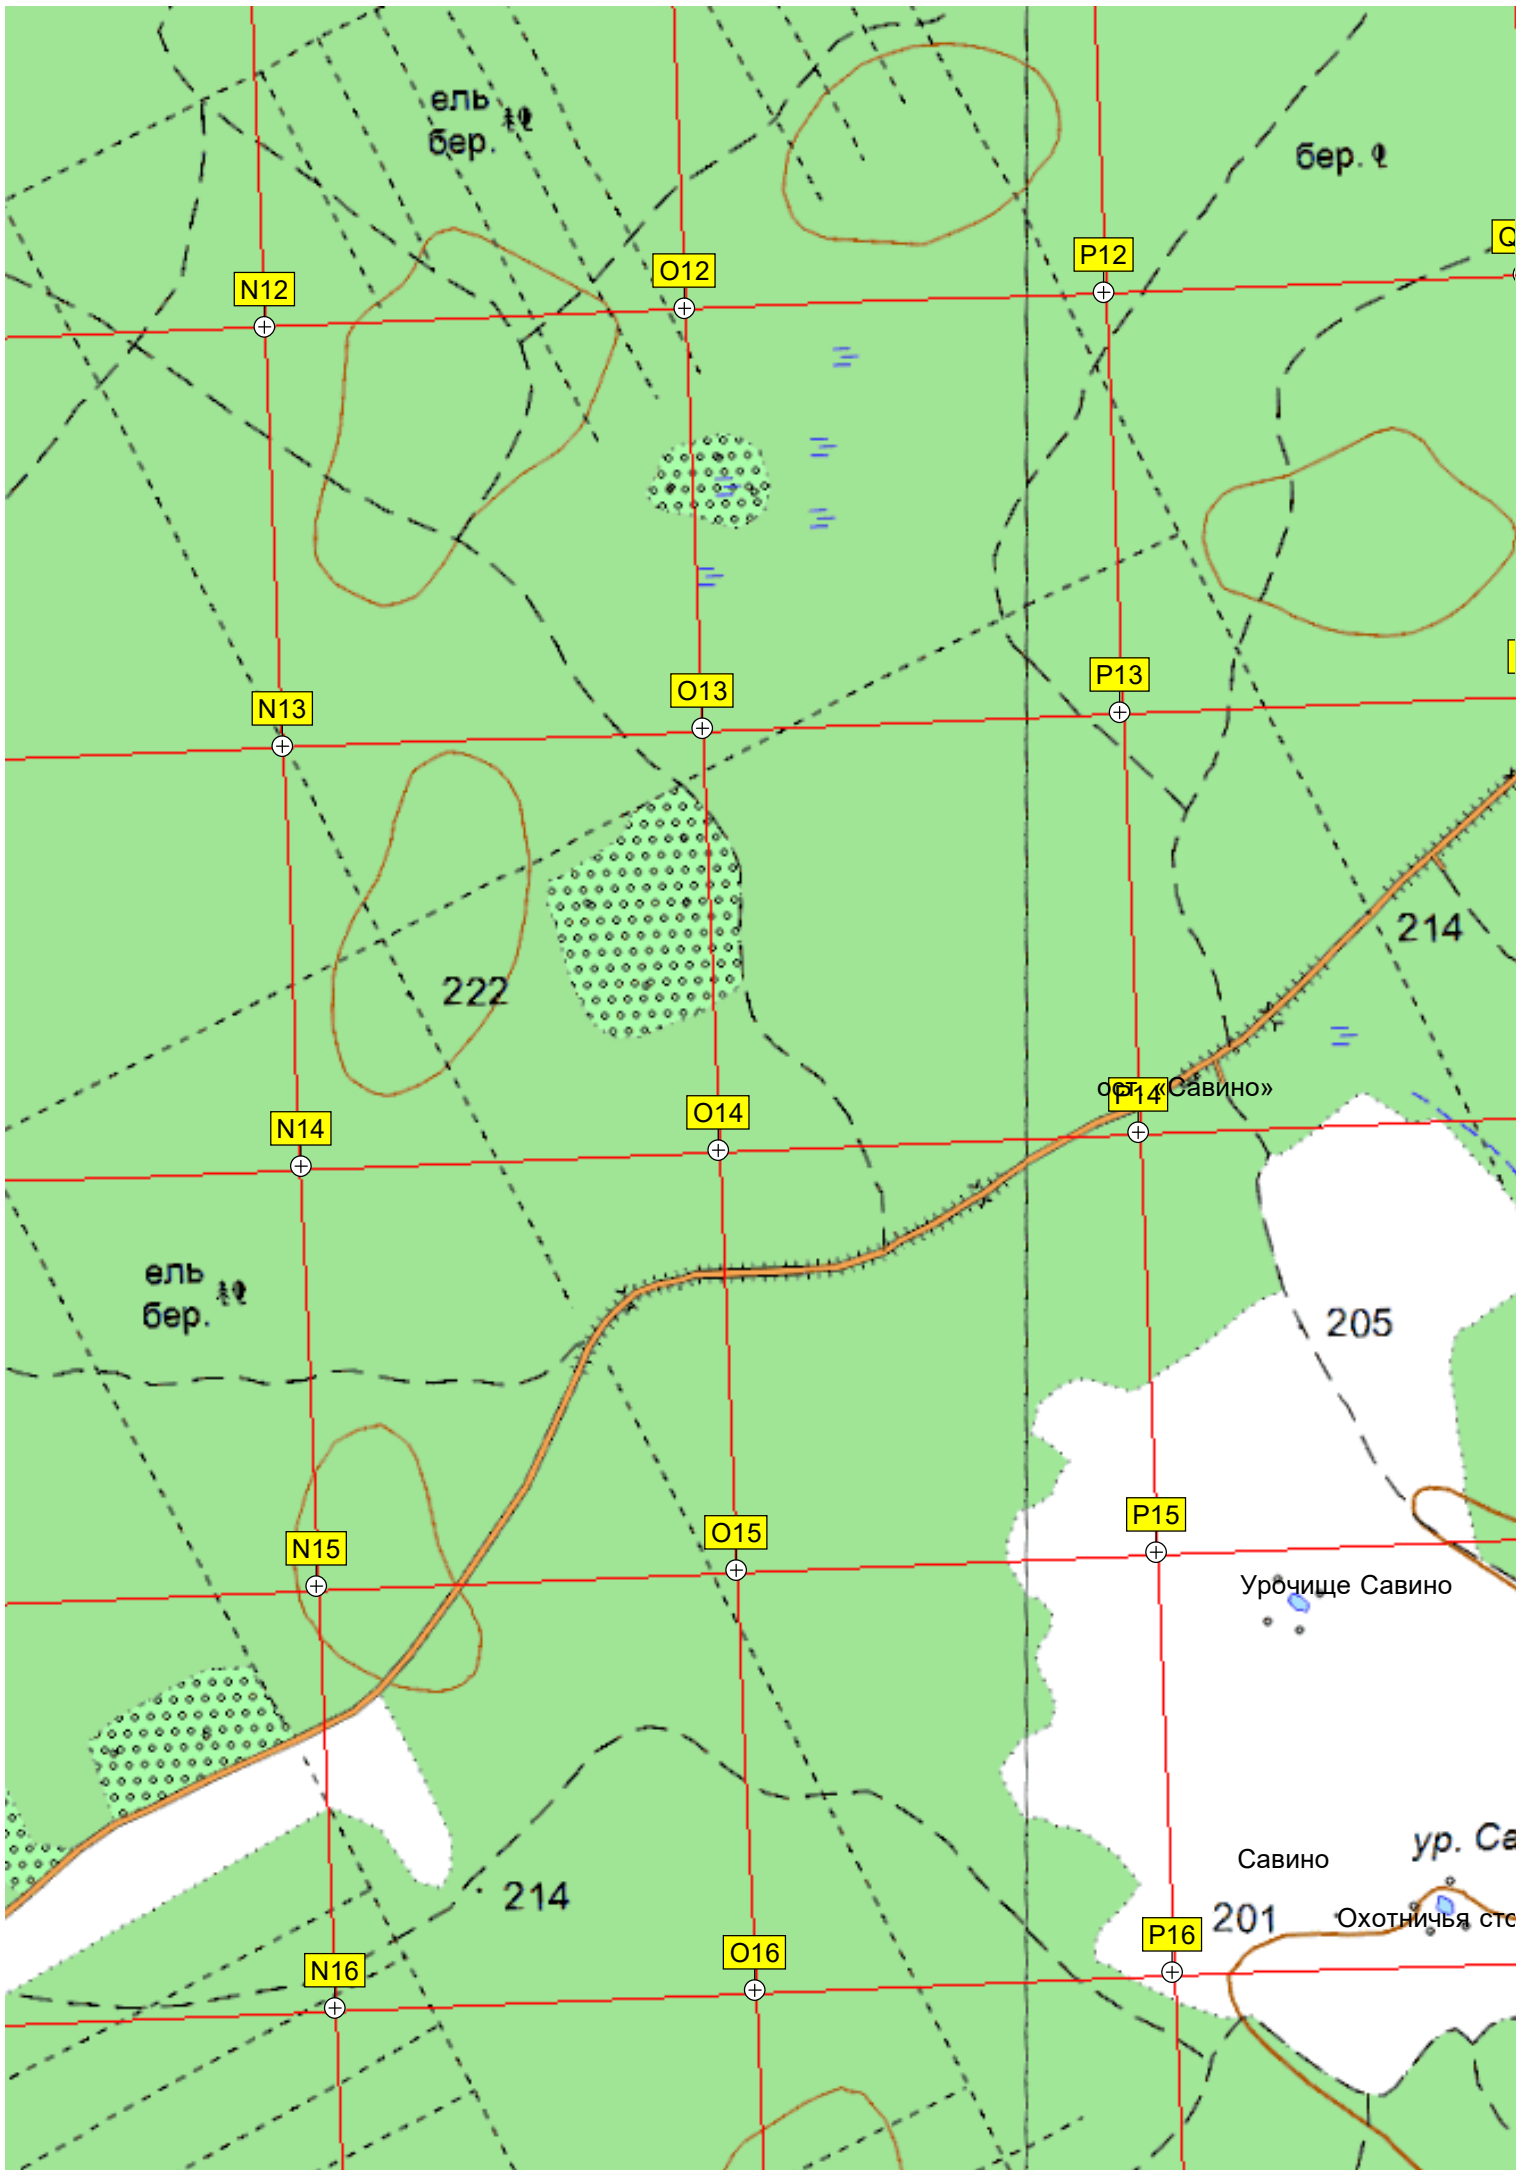 ель
бер.
бер.
Q
P12
O12
N12
P13
O13
N13
214
222
ост. «Савино»
P14
O14
N14
ель
бер.
205
P15
O15
N15
Урочище Савино
ур. Са
Савино
214
201
Охотничья сто
P16
O16
N16